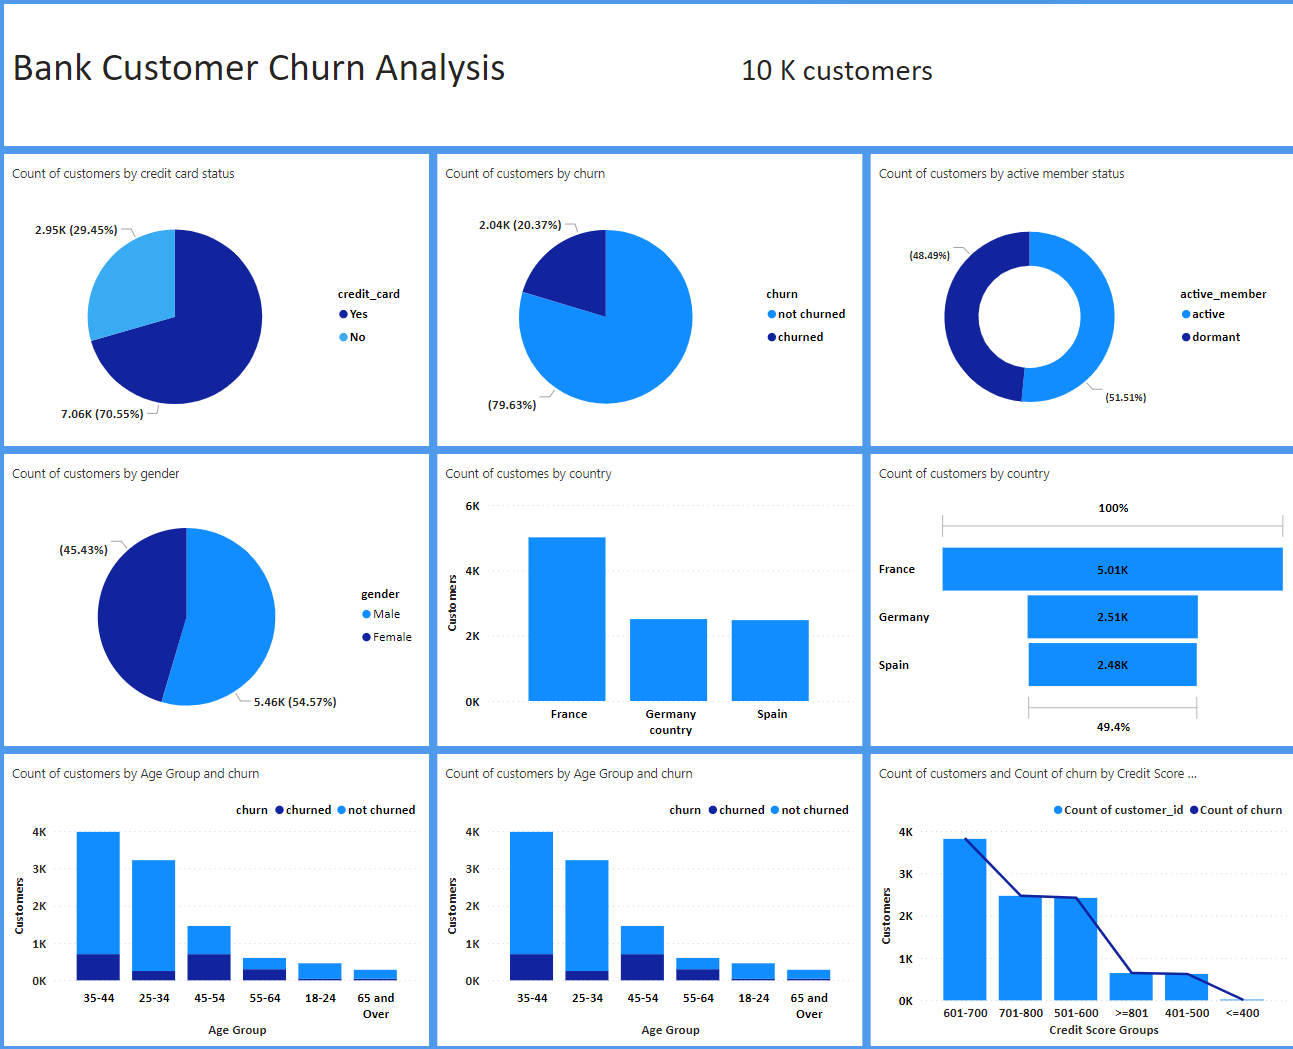 Bank Customer Churn Analysis
10 K customers
Count of customers by credit card status
2.95K (29.45%)
7.06K (70.55%)
credit_card
Yes
No
Count of customers by churn
2.04K (20.37%)
(79.63%)
churn
not churned
churned
Count of customers by active member status
(48.49%)
(51.51%)
active_member
active
dormant
Count of customers by gender
(45.43%)
5.46K (54.57%)
gender
Male
Female
Count of customes by country
Customers
6K
4K
2K
0K
France
Germany
Spain
country
Count of customers by country
100%
France
5.01K
Germany
2.51K
Spain
2.48K
49.4%
Count of customers by Age Group and churn
churn churned not churned
Customers
4K
3K
2K
1K
0K
35-44
25-34
45-54
55-64
18-24
65 and
Over
Age Group
Count of customers by Age Group and churn
churn churned not churned
Customers
4K
3K
2K
1K
0K
35-44
25-34
45-54
55-64
18-24
65 and
Over
Age Group
Count of customers and Count of churn by Credit Score ...
Count of customer_id Count of churn
Customers
4K
3K
2K
1K
0K
601-700
701-800
501-600
>=801
401-500
<=400
Credit Score Groups